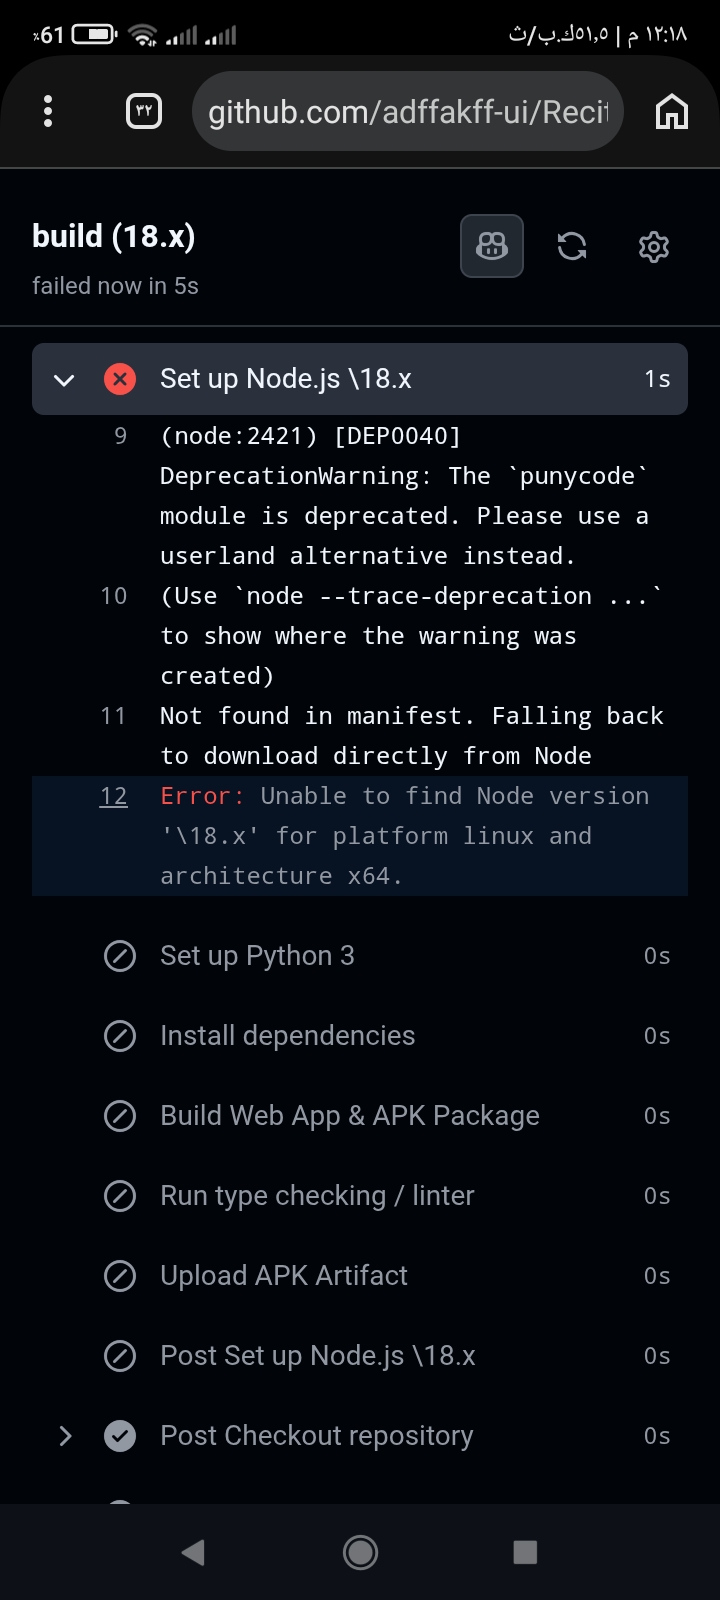 ٪61
١٢:١٨ م | ٥١,٥ك.ب/ث
٣٢
github.com/adffakff-ui/Recit
build (18.x)
failed now in 5s
Set up Node.js \18.x 1s
9 (node:2421) [DEP0040]
DeprecationWarning: The `punycode`
module is deprecated. Please use a
userland alternative instead.
10 (Use `node --trace-deprecation ...`
to show where the warning was
created)
11 Not found in manifest. Falling back
to download directly from Node
12 Error: Unable to find Node version
'\18.x' for platform linux and
architecture x64.
Set up Python 3 0s
Install dependencies 0s
Build Web App & APK Package 0s
Run type checking / linter 0s
Upload APK Artifact 0s
Post Set up Node.js \18.x 0s
Post Checkout repository 0s